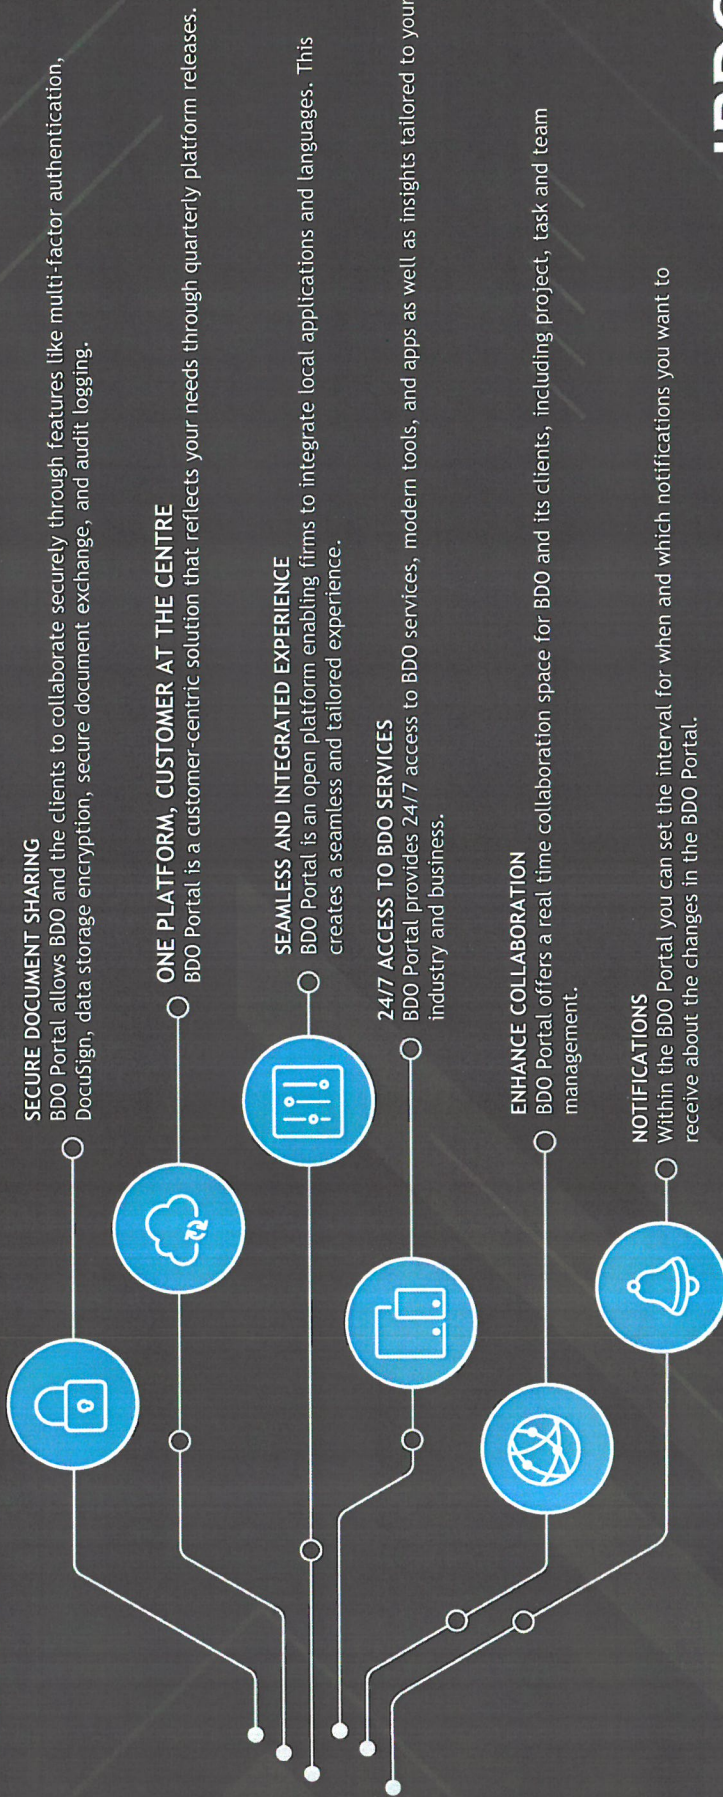 SECURE DOCUMENT SHARING
BDO Portal allows BDO and the clients to collaborate securely through features like multi-factor authentication,
DocuSign, data storage encryption, secure document exchange, and audit logging.
ONE PLATFORM, CUSTOMER AT THE CENTRE
BDO Portal is a customer-centric solution that reflects your needs through quarterly platform releases.
SEAMLESS AND INTEGRATED EXPERIENCE
BDO Portal is an open platform enabling firms to integrate local applications and languages. This
creates a seamless and tailored experience.
24/7 ACCESS TO BDO SERVICES
BDO Portal provides 24/7 access to BDO services, modern tools, and apps as well as insights tailored to your
industry and business.
ENHANCE COLLABORATION
BDO Portal offers a real time collaboration space for BDO and its clients, including project, task and team
management.
NOTIFICATIONS
Within the BDO Portal you can set the interval for when and which notifications you want to
receive about the changes in the BDO Portal.